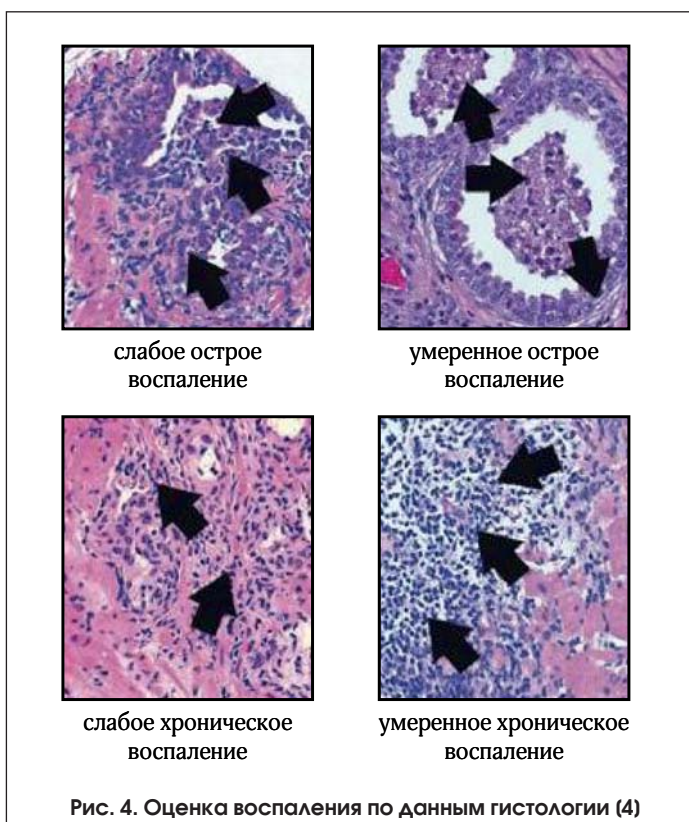 слабое острое
воспаление
умеренное острое
воспаление
слабое хроническое
воспаление
умеренное хроническое
воспаление
Рис. 4. Оценка воспаления по данным гистологии (4)